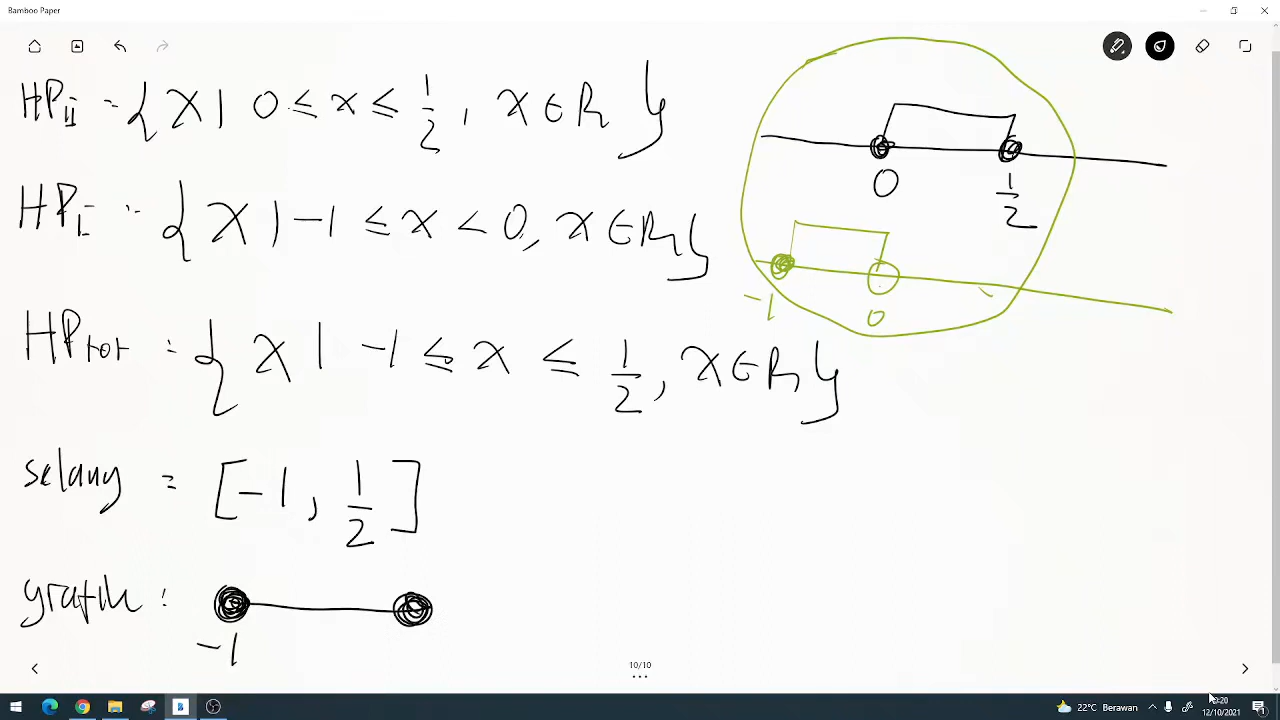 Bamboo Paper
HP_II = { x | 0 ≤ x ≤ 1/2, x ∈ R }
0
1/2
HP_I = { x | -1 ≤ x < 0, x ∈ R }
-1
0
HP_TOT = { x | -1 ≤ x ≤ 1/2, x ∈ R }
selang = [-1, 1/2]
grafik :
-1
10/10
22°C Berawan
12/10/2021